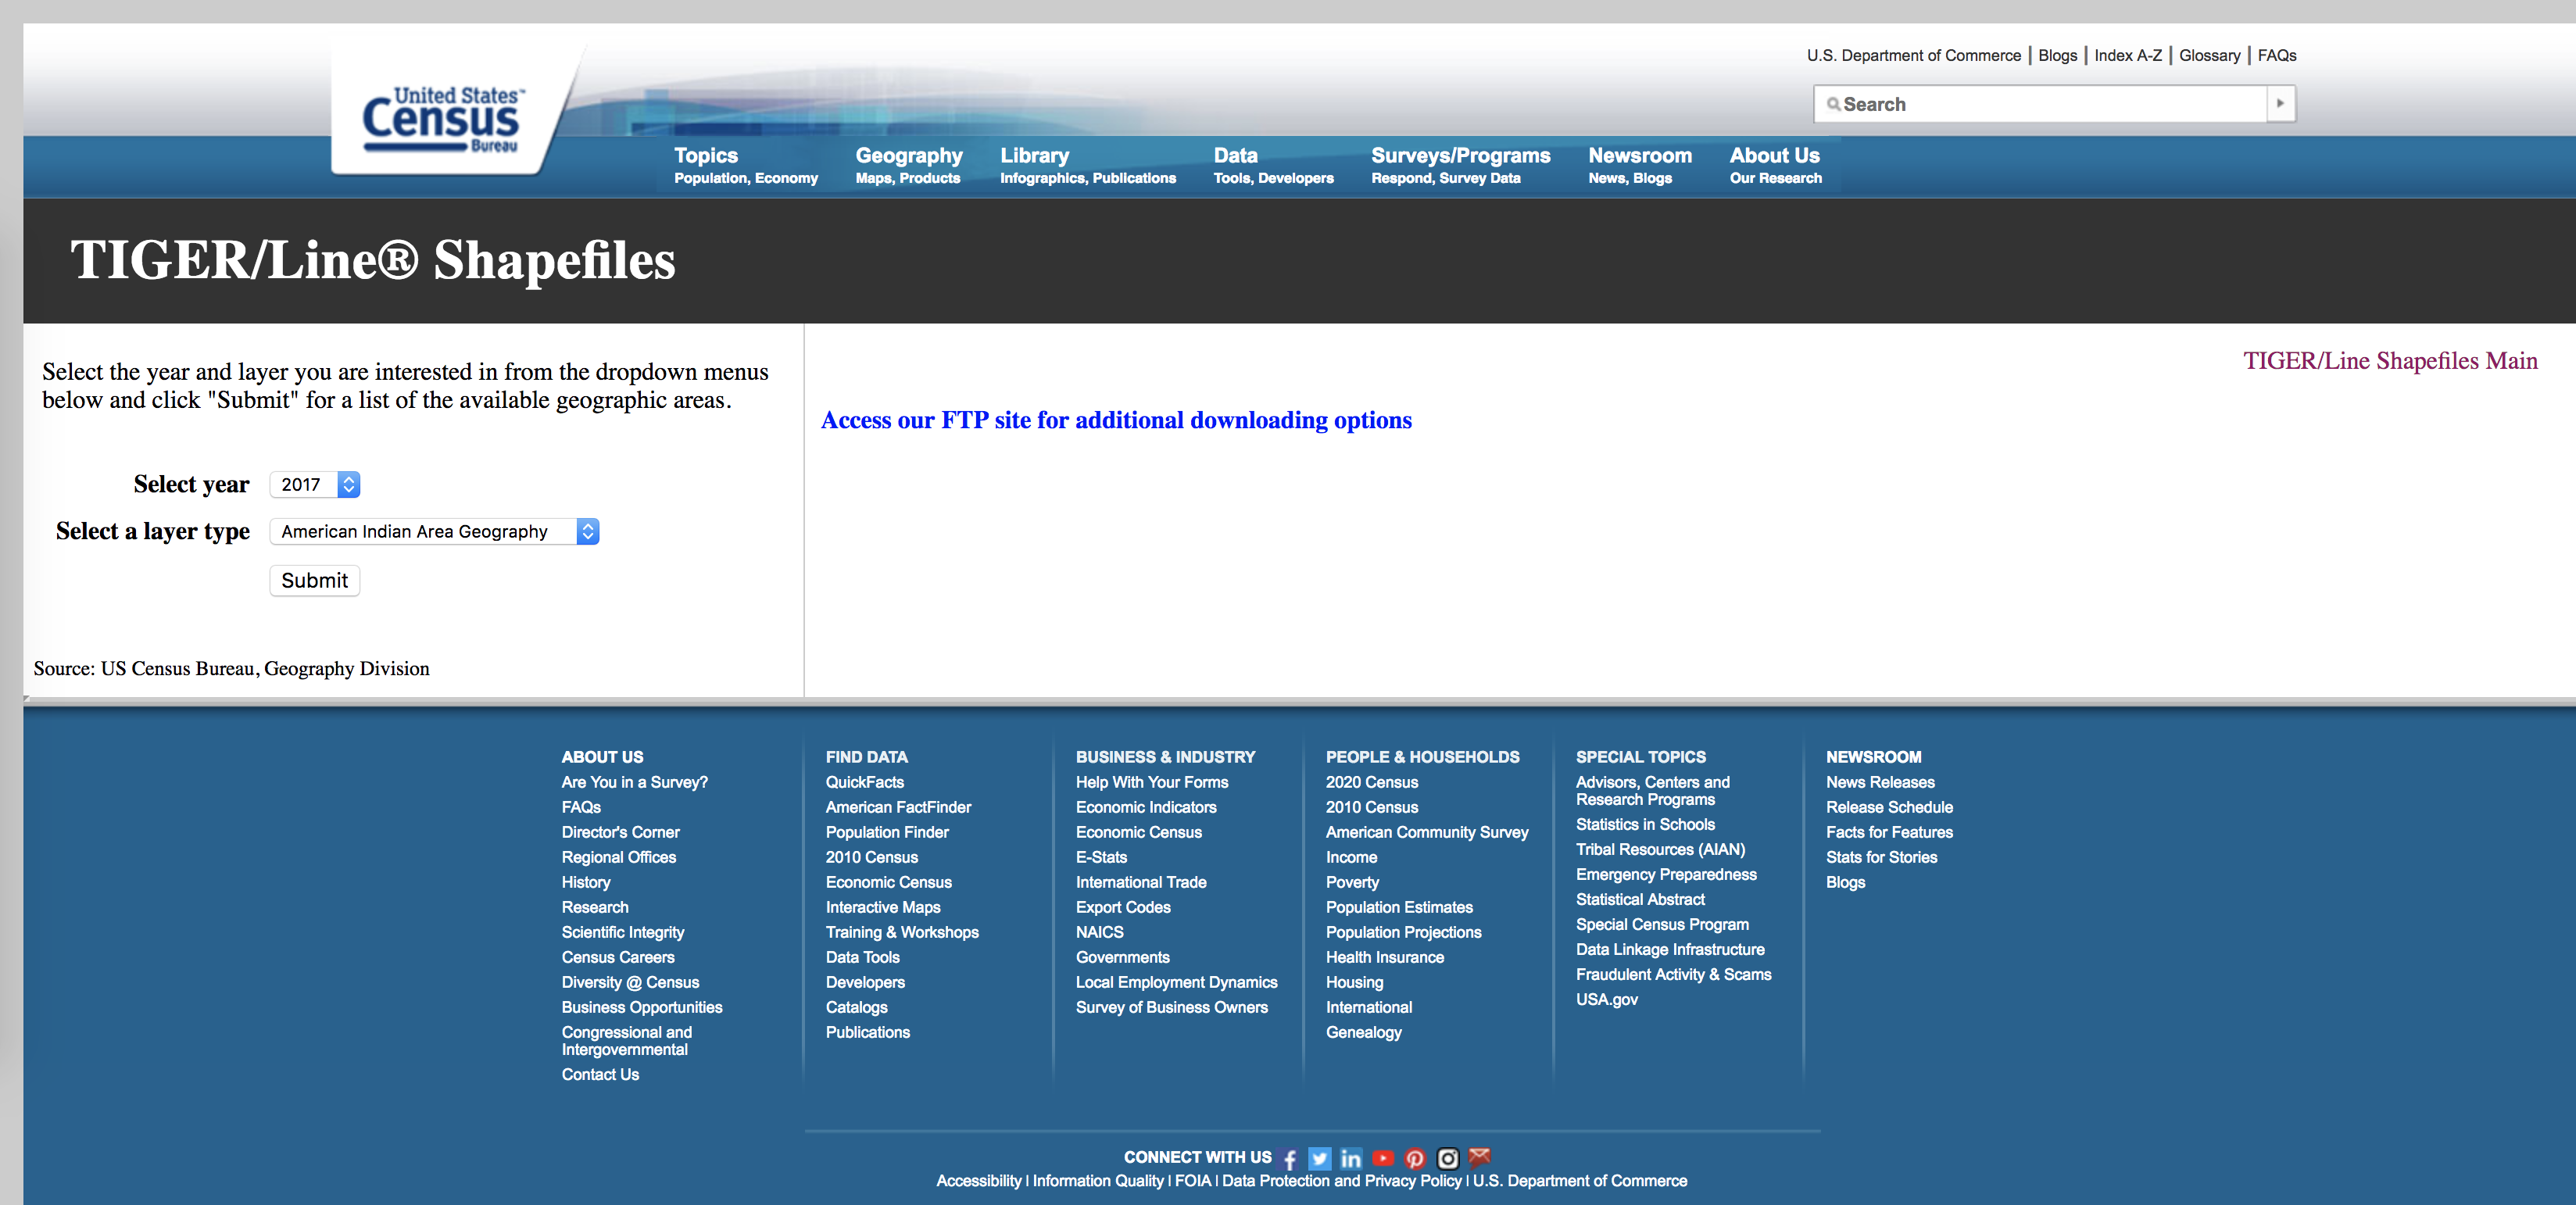 U.S. Department of Commerce | Blogs | Index A-Z | Glossary | FAQs
United States™
Census
Bureau
Search
Topics
Population, Economy
Geography
Maps, Products
Library
Infographics, Publications
Data
Tools, Developers
Surveys/Programs
Respond, Survey Data
Newsroom
News, Blogs
About Us
Our Research
TIGER/Line® Shapefiles
Select the year and layer you are interested in from the dropdown menus
below and click "Submit" for a list of the available geographic areas.
Select year 2017
Select a layer type American Indian Area Geography
Submit
Source: US Census Bureau, Geography Division
TIGER/Line Shapefiles Main
Access our FTP site for additional downloading options
ABOUT US
Are You in a Survey?
FAQs
Director's Corner
Regional Offices
History
Research
Scientific Integrity
Census Careers
Diversity @ Census
Business Opportunities
Congressional and
Intergovernmental
Contact Us
FIND DATA
QuickFacts
American FactFinder
Population Finder
2010 Census
Economic Census
Interactive Maps
Training & Workshops
Data Tools
Developers
Catalogs
Publications
BUSINESS & INDUSTRY
Help With Your Forms
Economic Indicators
Economic Census
E-Stats
International Trade
Export Codes
NAICS
Governments
Local Employment Dynamics
Survey of Business Owners
PEOPLE & HOUSEHOLDS
2020 Census
2010 Census
American Community Survey
Income
Poverty
Population Estimates
Population Projections
Health Insurance
Housing
International
Genealogy
SPECIAL TOPICS
Advisors, Centers and
Research Programs
Statistics in Schools
Tribal Resources (AIAN)
Emergency Preparedness
Statistical Abstract
Special Census Program
Data Linkage Infrastructure
Fraudulent Activity & Scams
USA.gov
NEWSROOM
News Releases
Release Schedule
Facts for Features
Stats for Stories
Blogs
CONNECT WITH US
Accessibility | Information Quality | FOIA | Data Protection and Privacy Policy | U.S. Department of Commerce